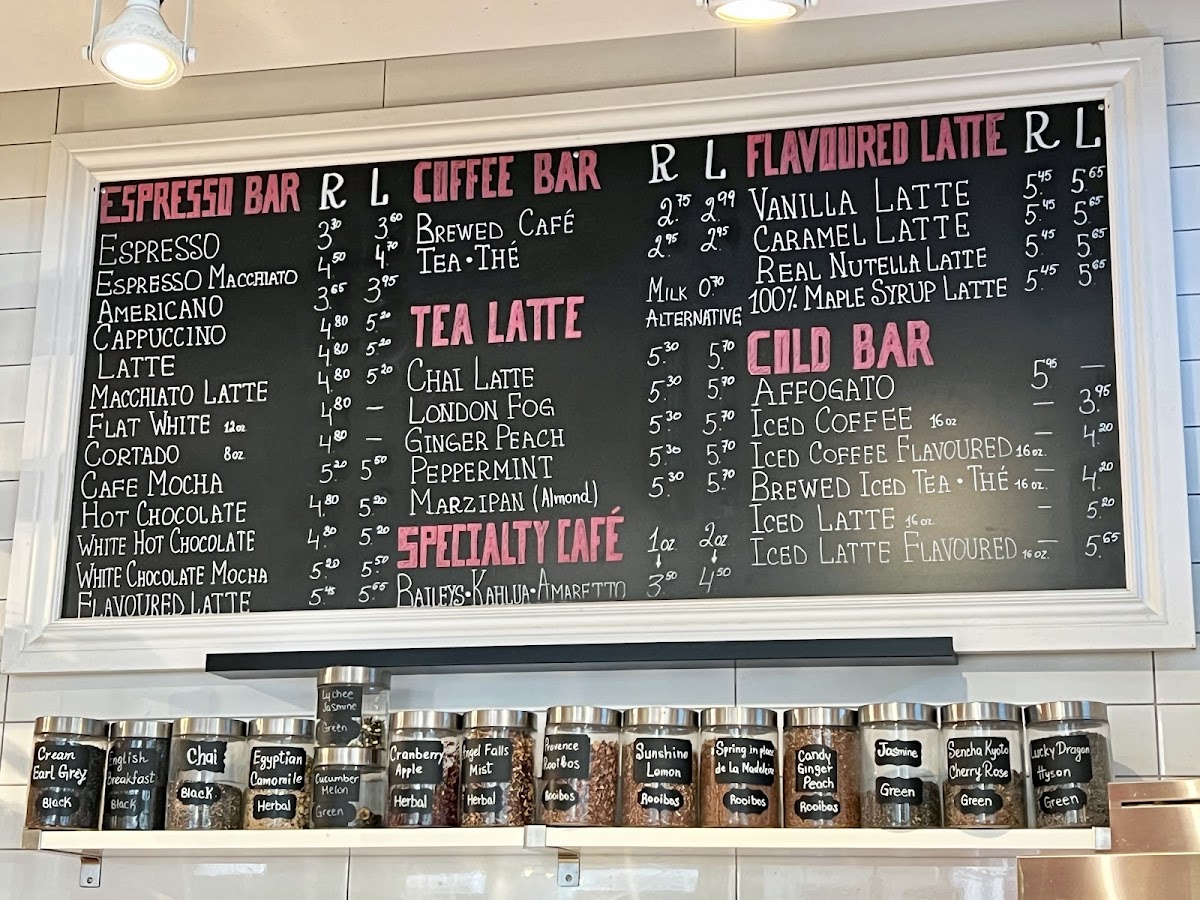 ESPRESSO BAR R L
ESPRESSO 3.30 3.60
ESPRESSO MACCHIATO 4.50 4.70
AMERICANO 3.65 3.95
CAPPUCCINO 4.80 5.20
LATTE 4.80 5.20
MACCHIATO LATTE 4.80 5.20
FLAT WHITE 12oz 4.80 —
CORTADO 8oz 4.80 —
CAFE MOCHA 5.20 5.50
HOT CHOCOLATE 4.80 5.20
WHITE HOT CHOCOLATE 4.80 5.20
WHITE CHOCOLATE MOCHA 5.20 5.50
FLAVOURED LATTE 5.45 5.65
COFFEE BAR R L
BREWED CAFÉ 2.75 2.99
TEA • THÉ 2.95 2.95
MILK 0.70
ALTERNATIVE
TEA LATTE
CHAI LATTE 5.30 5.70
LONDON FOG 5.30 5.70
GINGER PEACH 5.30 5.70
PEPPERMINT 5.30 5.70
MARZIPAN (Almond) 5.30 5.70
SPECIALTY CAFÉ 1oz 2oz
BAILEYS • KAHLUA • AMARETTO 3.50 4.50
FLAVOURED LATTE R L
VANILLA LATTE 5.45 5.65
CARAMEL LATTE 5.45 5.65
REAL NUTELLA LATTE 5.45 5.65
100% MAPLE SYRUP LATTE 5.45 5.65
COLD BAR
AFFOGATO 5.95 —
ICED COFFEE 16oz — 3.95
ICED COFFEE FLAVOURED 16oz. — 4.20
BREWED ICED TEA • THÉ 16oz. — 4.20
ICED LATTE 16oz. — 5.20
ICED LATTE FLAVOURED 16oz. — 5.65
Cream
Earl Grey
Black
English
Breakfast
Black
Chai
Black
Egyptian
Camomile
Herbal
Lychee
Jasmine
Green
Cucumber
Melon
Green
Cranberry
Apple
Herbal
Angel Falls
Mist
Herbal
Provence
Rooibos
Rooibos
Sunshine
Lemon
Rooibos
Spring in place
de La Madeleine
Rooibos
Candy
Ginger
Peach
Rooibos
Jasmine
Green
Sencha Kyoto
Cherry Rose
Green
Lucky Dragon
Hyson
Green